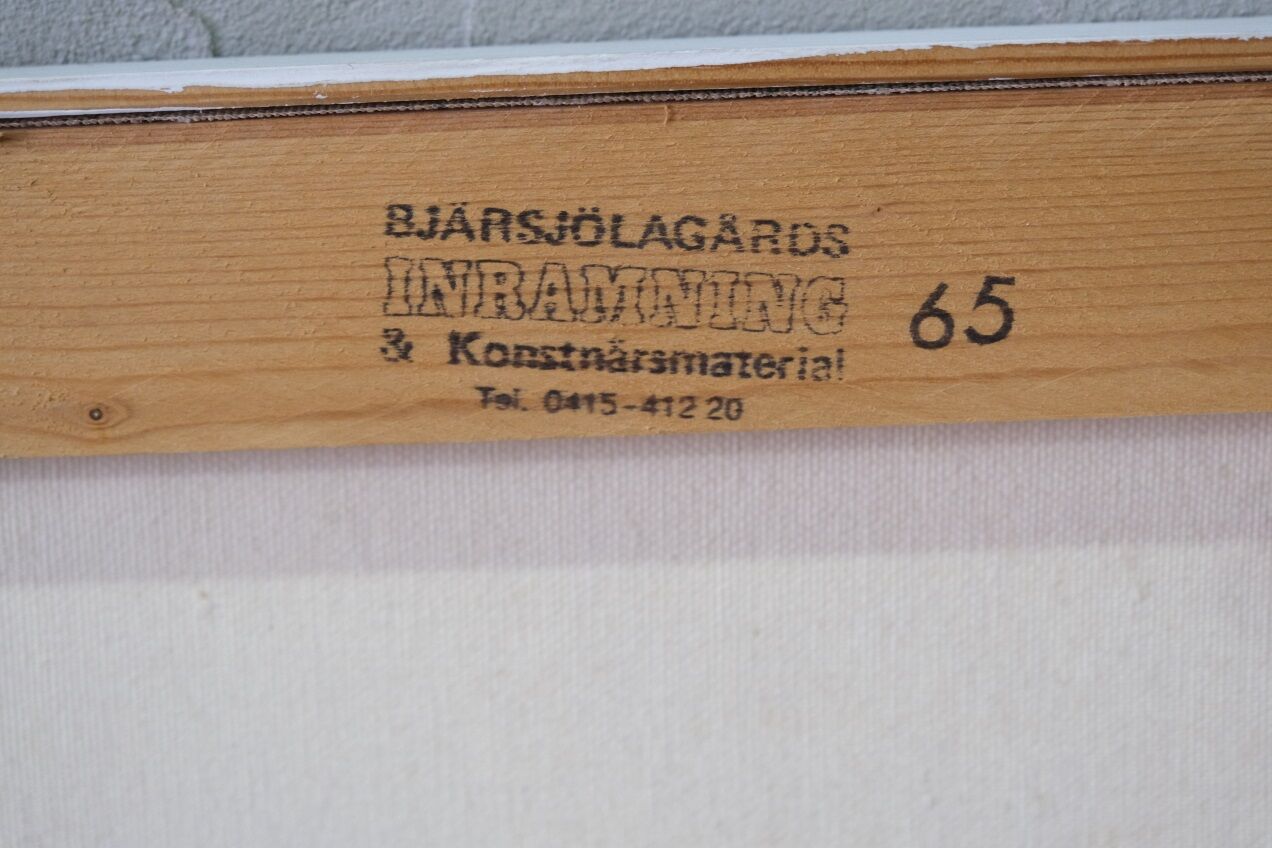 BJÄRSJÖLAGÅRDS
INRAMNING
& Konstnärsmaterial
Tel. 0415-412 20
65